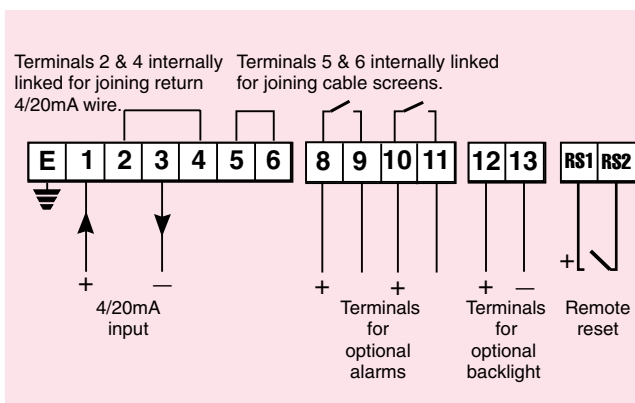 Terminals 2 & 4 internally
linked for joining return
4/20mA wire.
Terminals 5 & 6 internally linked
for joining cable screens.
E 1 2 3 4 5 6 8 9 10 11 12 13 RS1 RS2
+ — + + + — +
4/20mA
input
Terminals
for
optional
alarms
Terminals
for
optional
backlight
Remote
reset